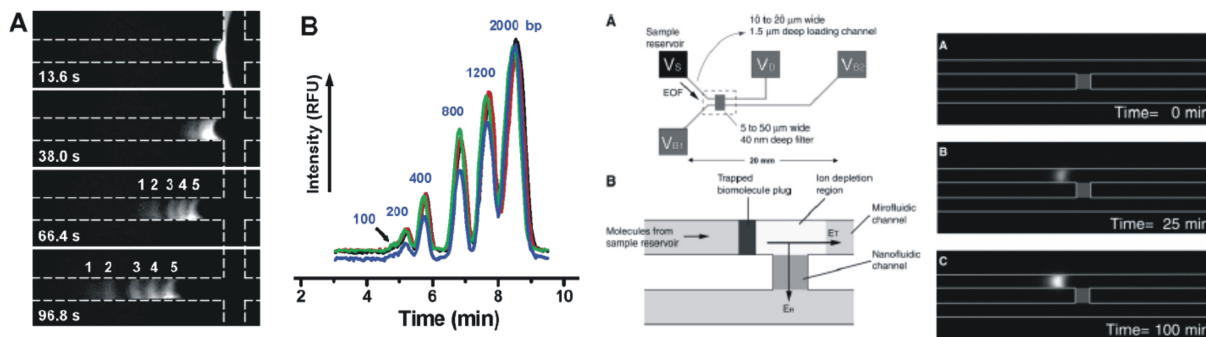 A
13.6 s
38.0 s
1 2 3 4 5
66.4 s
1 2 3 4 5
96.8 s
B
Intensity (RFU)
100
200
400
800
1200
2000 bp
2 4 6 8 10
Time (min)
A
10 to 20 μm wide
1.5 μm deep loading channel
Sample
reservoir
VS
VD
VB2
EOF
5 to 50 μm wide
40 nm deep filter
VB1
20 mm
B
Trapped
biomolecule plug
Ion depletion
region
Mirofluidic
channel
Molecules from
sample reservoir
ET
Nanofluidic
channel
En
A
Time= 0 min
B
Time= 25 min
C
Time= 100 min